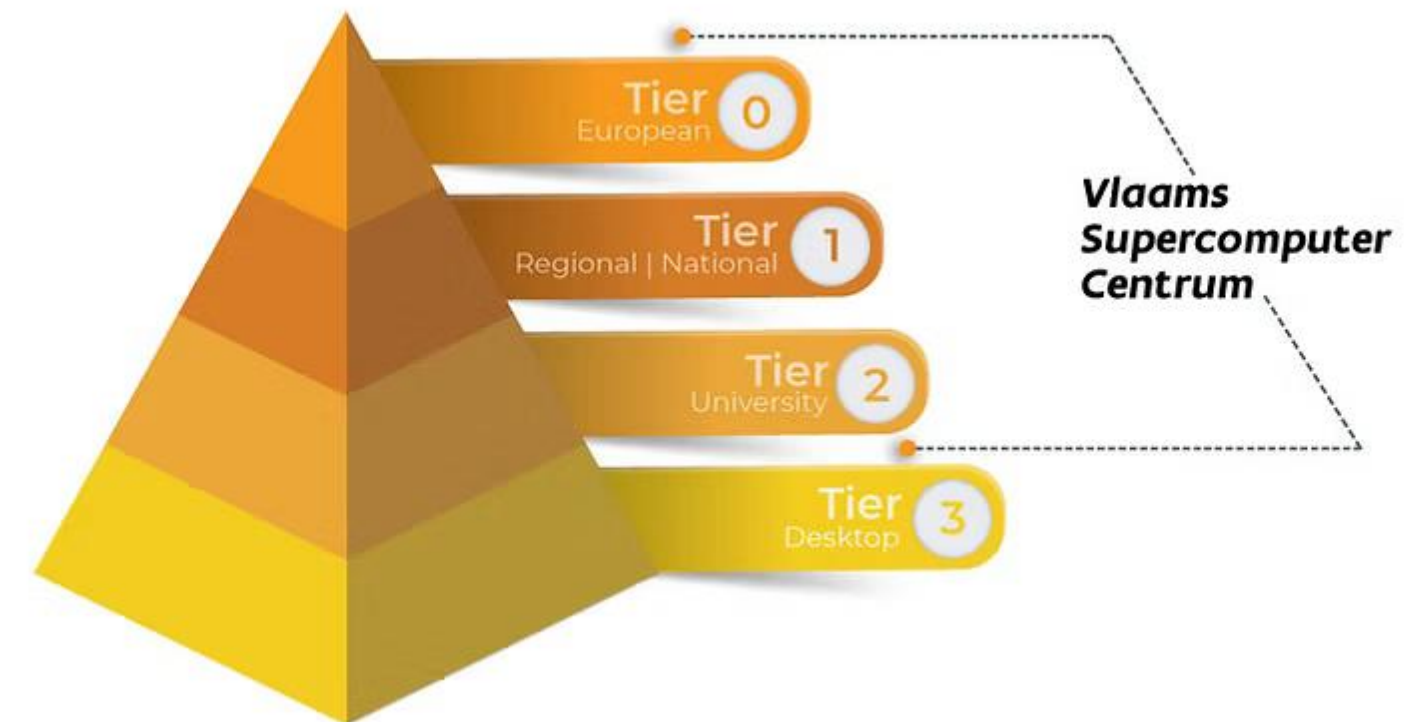 Tier 0
European
Tier 1
Regional | National
Tier 2
University
Tier 3
Desktop
Vlaams
Supercomputer
Centrum